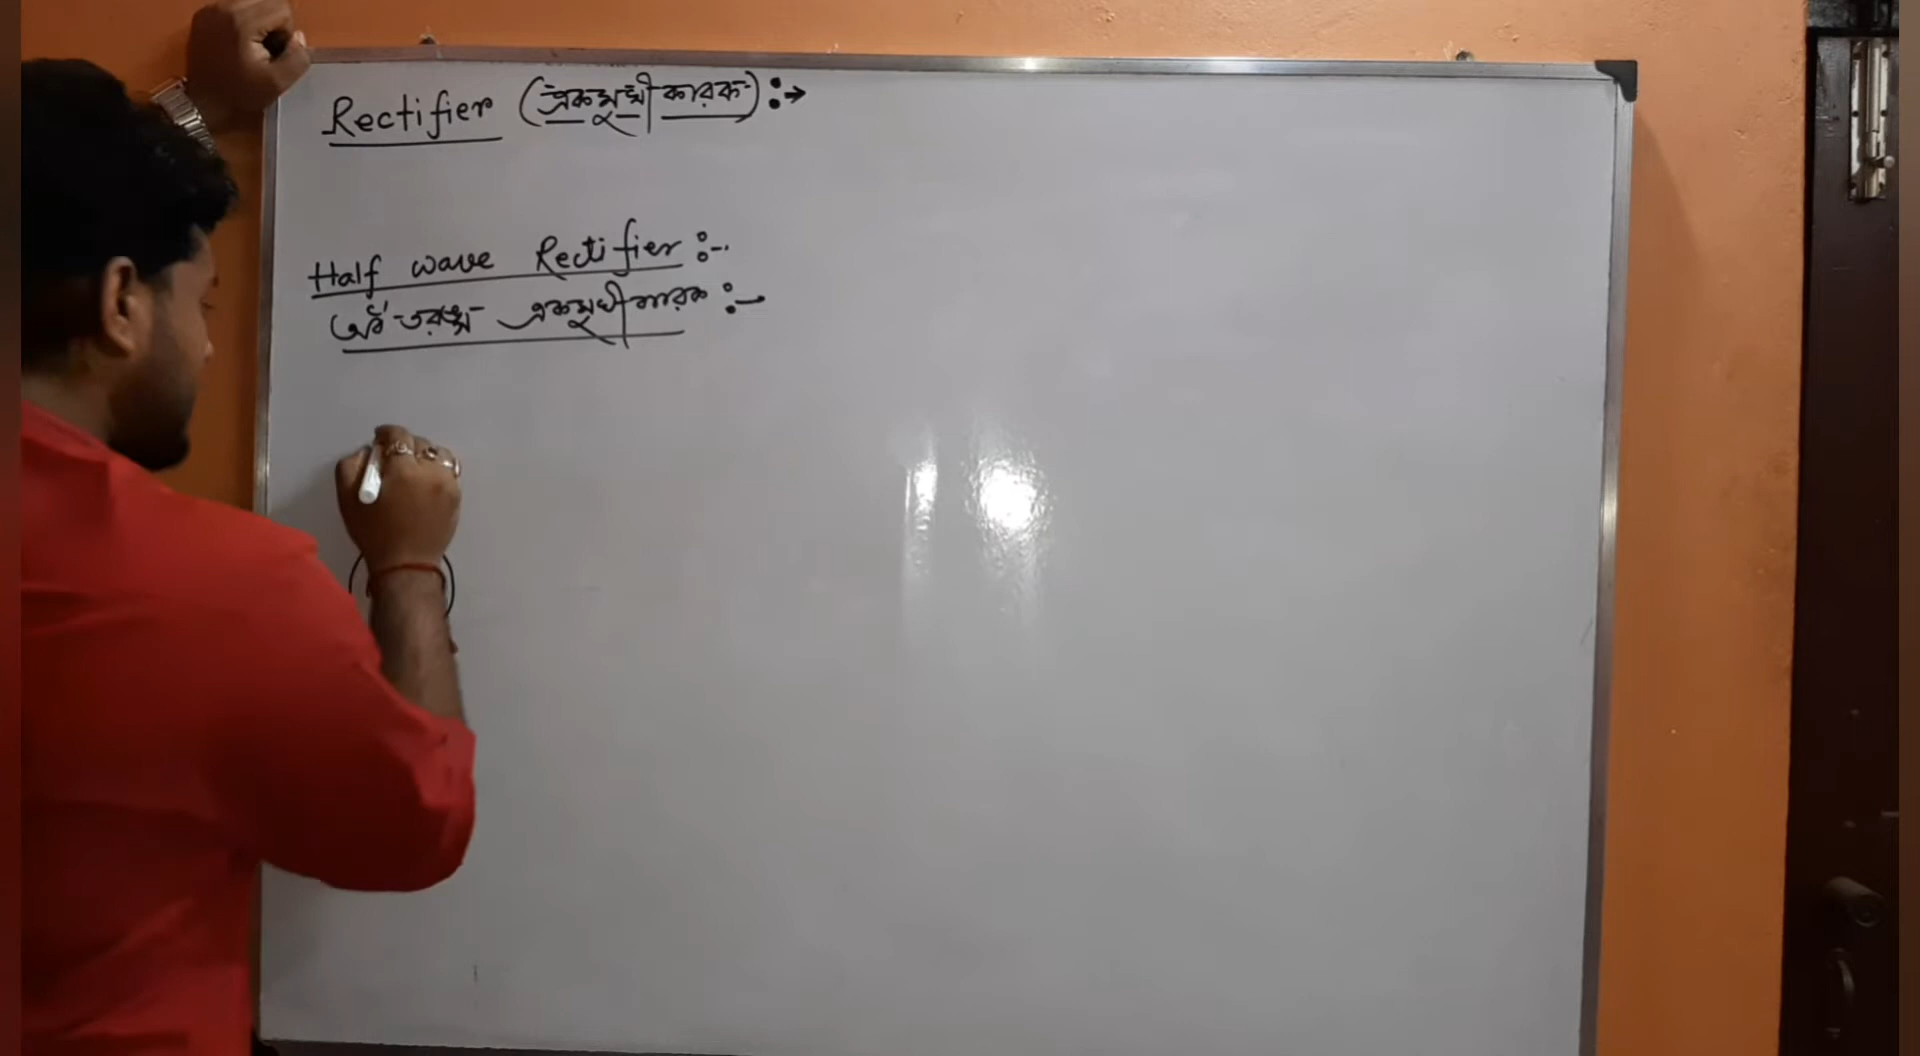 Rectifier (একমুখীকারক) :→
Half wave Rectifier :-
অর্ধ-তরঙ্গ একমুখীকারক :→